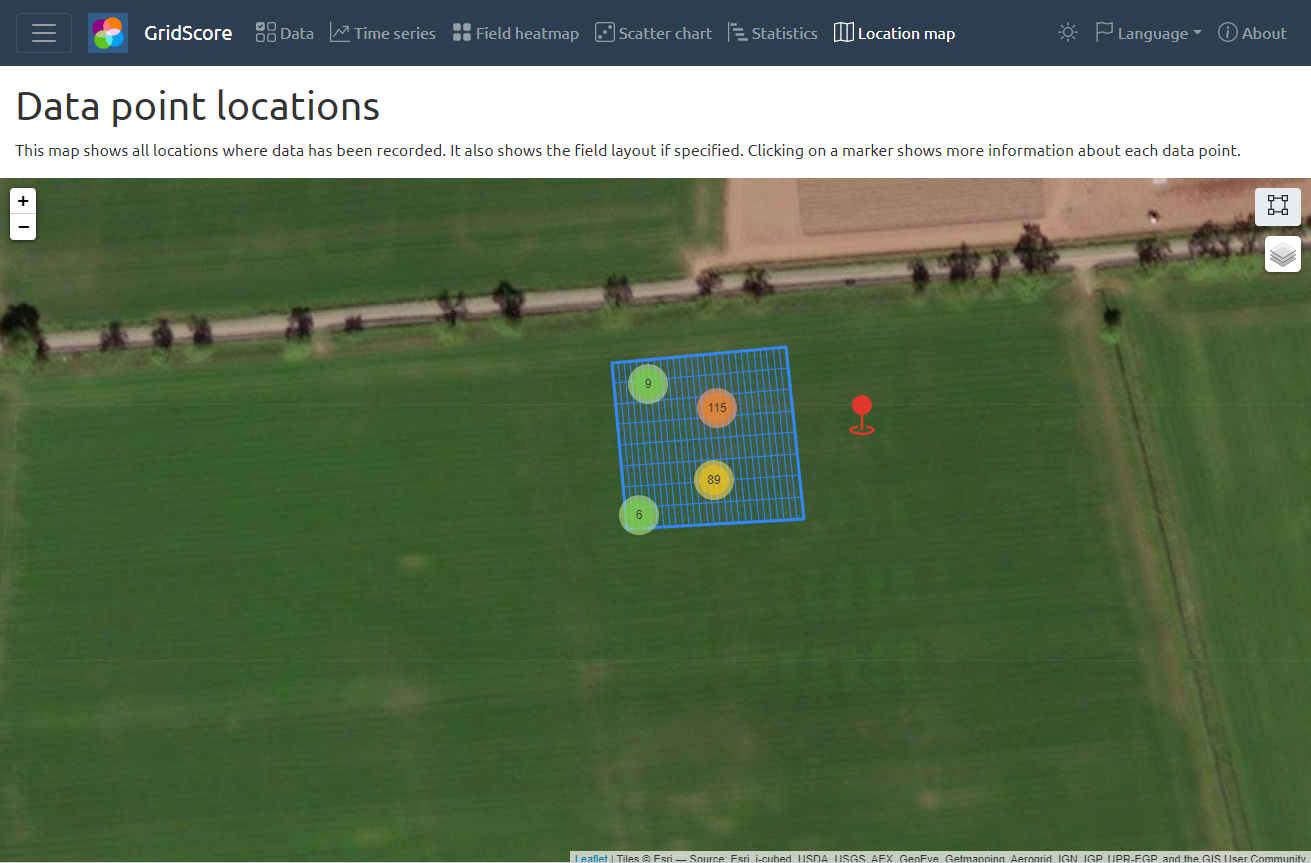 GridScore Data Time series Field heatmap Scatter chart Statistics Location map Language About
Data point locations
This map shows all locations where data has been recorded. It also shows the field layout if specified. Clicking on a marker shows more information about each data point.
+
−
9
115
89
6
Leaflet | Tiles © Esri — Source: Esri, i-cubed, USDA, USGS, AEX, GeoEye, Getmapping, Aerogrid, IGN, IGP, UPR-EGP, and the GIS User Community